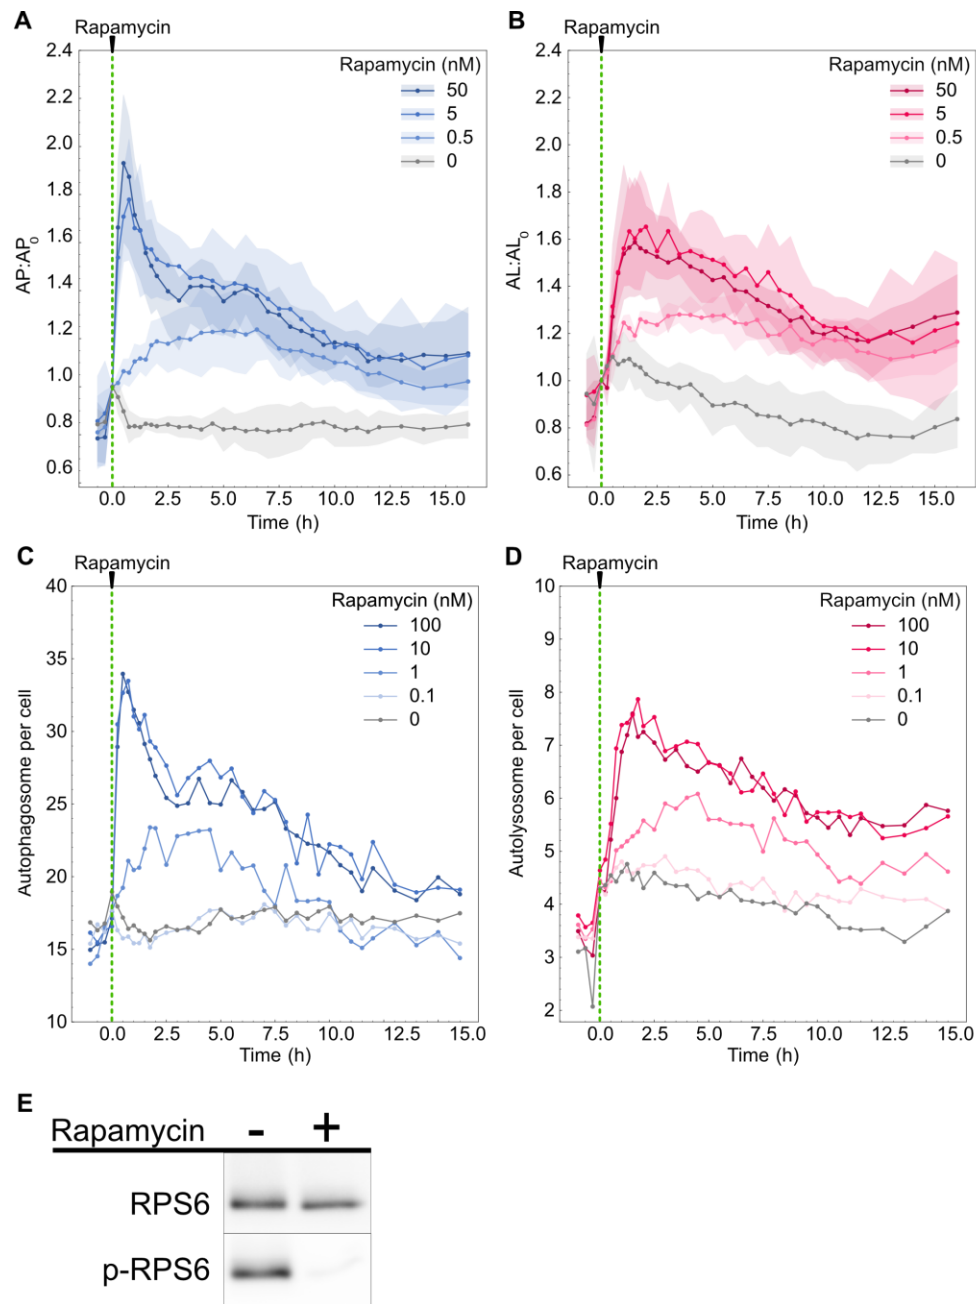 A
Rapamycin
Rapamycin (nM)
50
5
0.5
0
2.4
2.2
2.0
1.8
1.6
1.4
1.2
1.0
0.8
0.6
AP:AP0
0.0 2.5 5.0 7.5 10.0 12.5 15.0
Time (h)
B
Rapamycin
Rapamycin (nM)
50
5
0.5
0
2.4
2.2
2.0
1.8
1.6
1.4
1.2
1.0
0.8
0.6
AL:AL0
0.0 2.5 5.0 7.5 10.0 12.5 15.0
Time (h)
C
Rapamycin
Rapamycin (nM)
100
10
1
0.1
0
40
35
30
25
20
15
10
Autophagosome per cell
0.0 2.5 5.0 7.5 10.0 12.5 15.0
Time (h)
D
Rapamycin
Rapamycin (nM)
100
10
1
0.1
0
10
9
8
7
6
5
4
3
2
Autolysosome per cell
0.0 2.5 5.0 7.5 10.0 12.5 15.0
Time (h)
E
Rapamycin - +
RPS6
p-RPS6